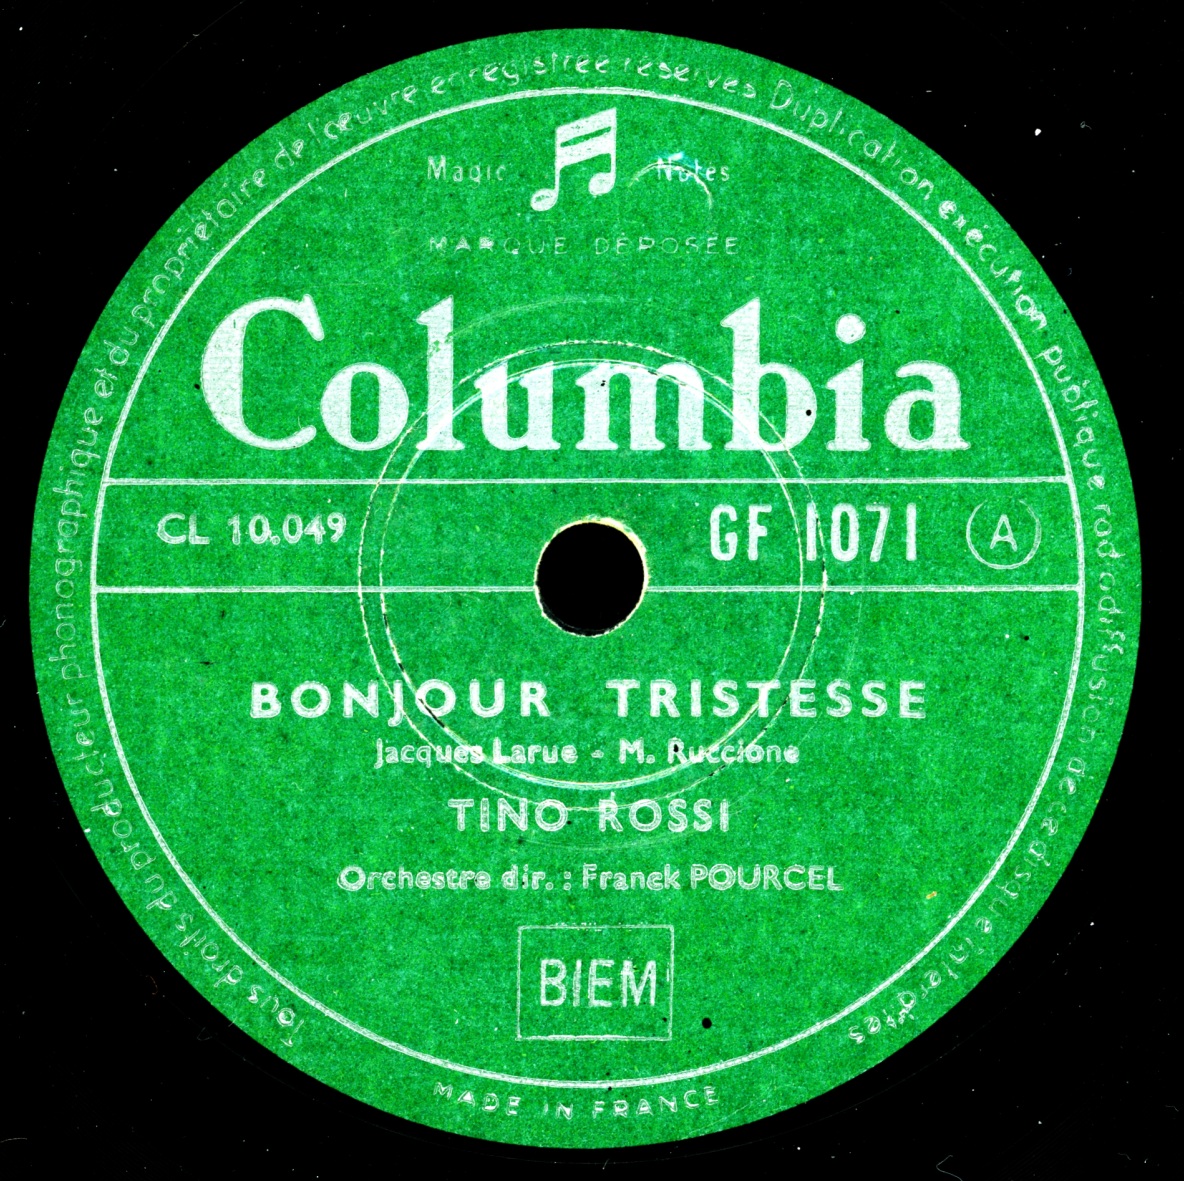 Tous droits du producteur phonographique et du propriétaire de l'œuvre enregistrée réservés Duplication exécution publique radiodiffusion de ce disque interdites
Magic Notes
MARQUE DÉPOSÉE
Columbia
CL 10.049 GF 1071 A
BONJOUR TRISTESSE
Jacques Larue - M. Ruccione
TINO ROSSI
Orchestre dir. : Franck POURCEL
BIEM
MADE IN FRANCE